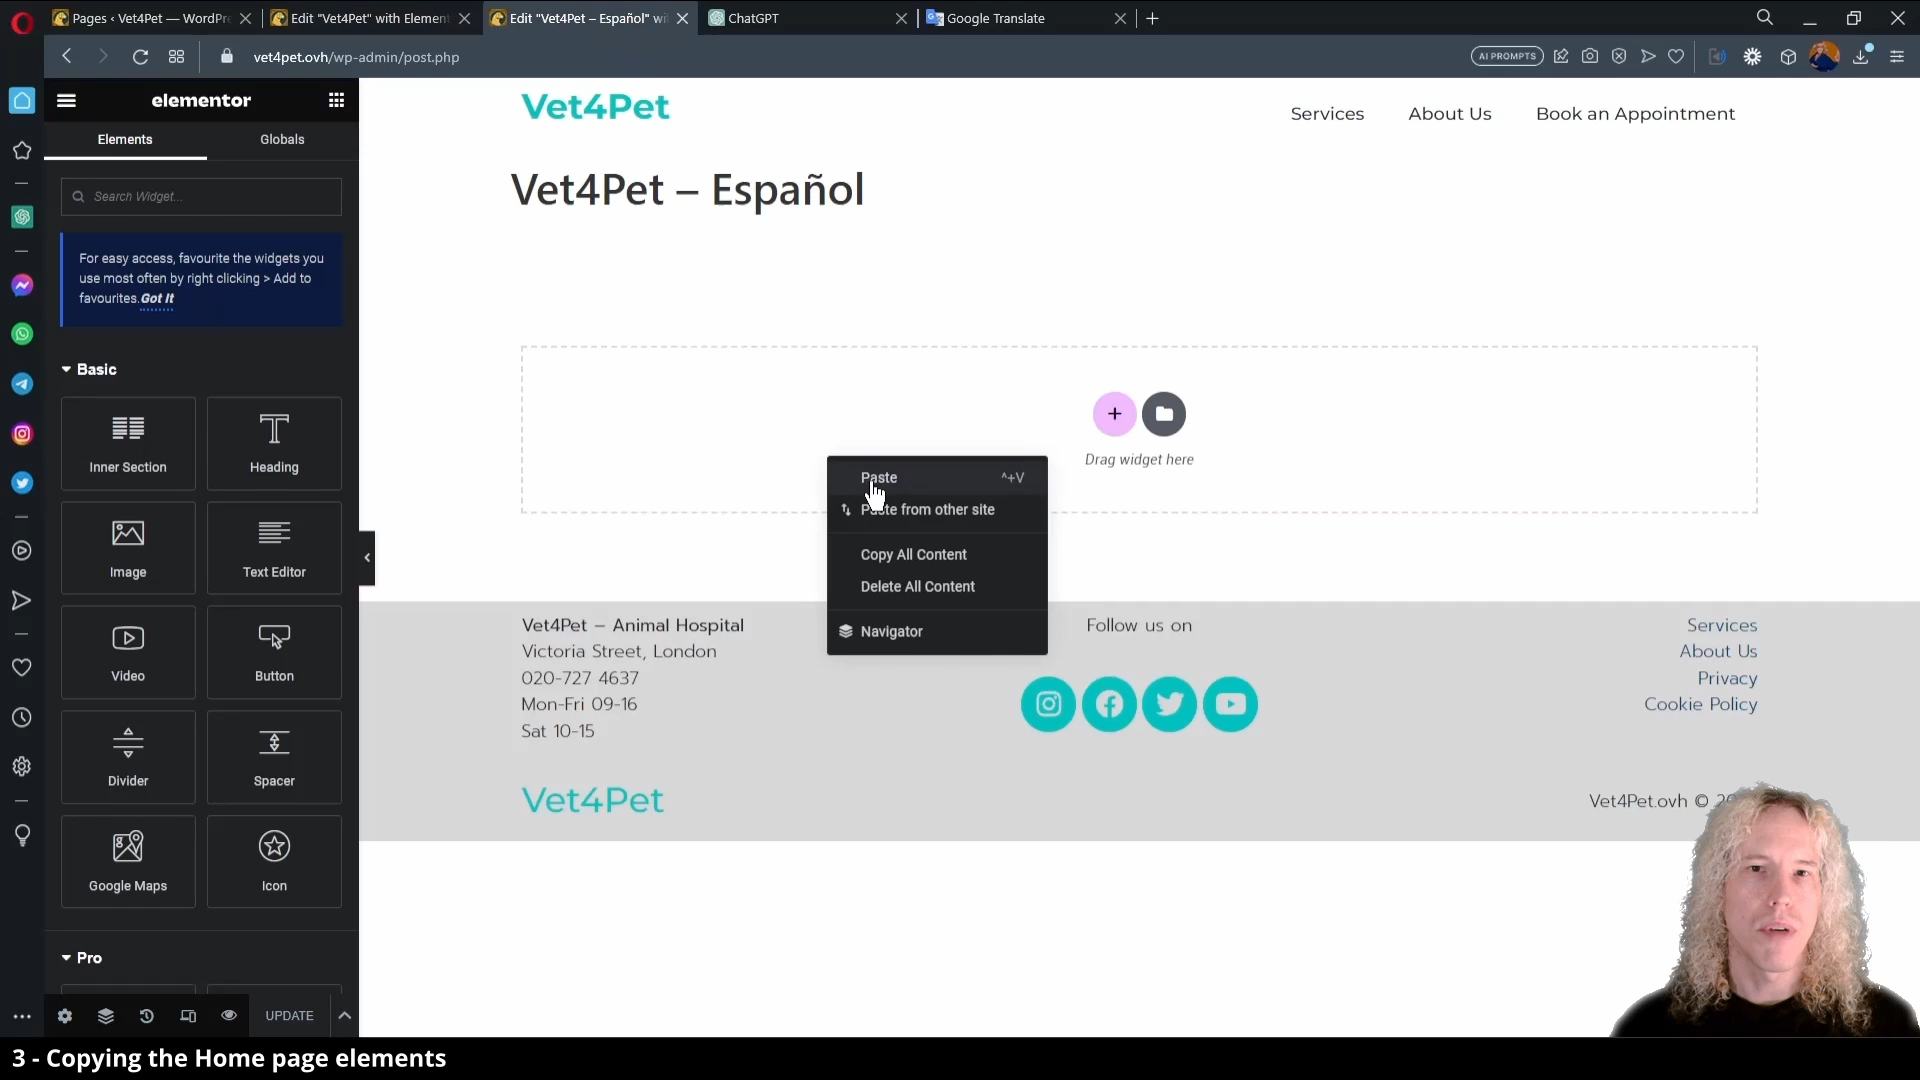 Pages ‹ Vet4Pet — WordPr
Edit "Vet4Pet" with Elemen
Edit "Vet4Pet – Español" wi
ChatGPT
Google Translate
vet4pet.ovh/wp-admin/post.php
AI PROMPTS
elementor
Elements
Globals
Search Widget...
For easy access, favourite the widgets you
use most often by right clicking > Add to
favourites. Got It
Basic
Inner Section
Heading
Image
Text Editor
Video
Button
Divider
Spacer
Google Maps
Icon
Pro
UPDATE
Vet4Pet
Services
About Us
Book an Appointment
Vet4Pet – Español
Drag widget here
Paste
^+V
Paste from other site
Copy All Content
Delete All Content
Navigator
Vet4Pet – Animal Hospital
Victoria Street, London
020-727 4637
Mon-Fri 09-16
Sat 10-15
Follow us on
Services
About Us
Privacy
Cookie Policy
Vet4Pet
Vet4Pet.ovh ©
3 - Copying the Home page elements